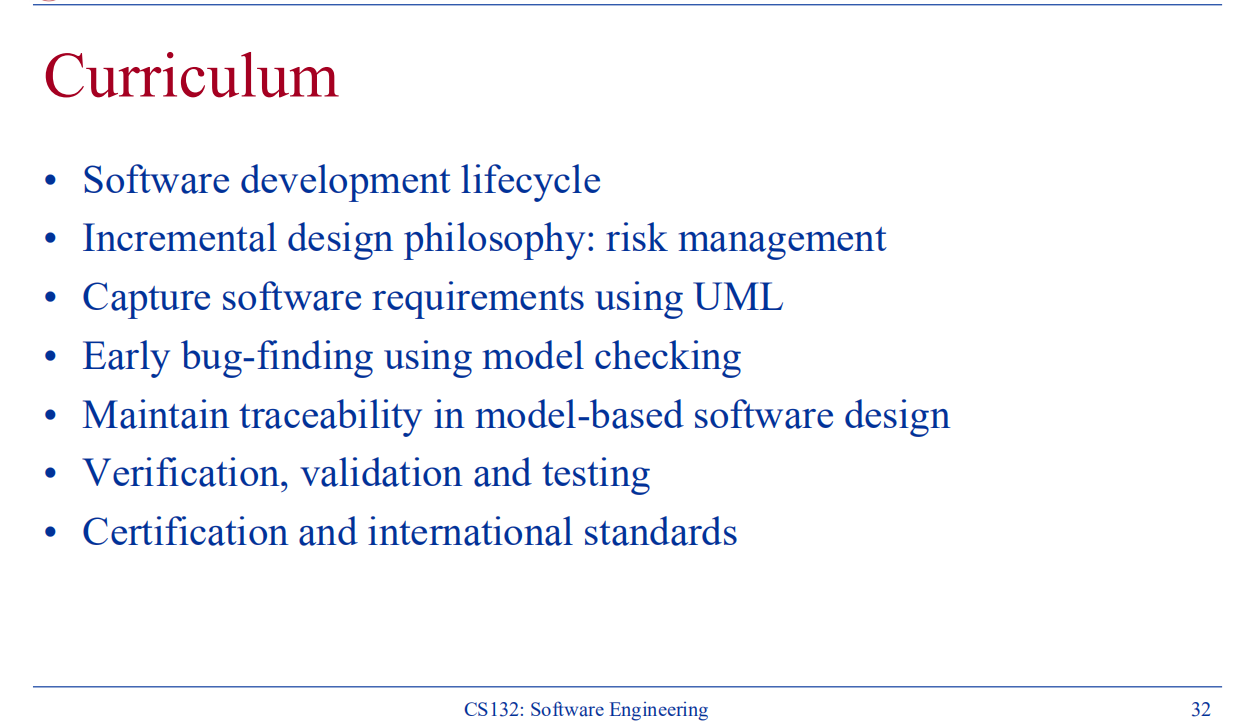 Curriculum
• Software development lifecycle
• Incremental design philosophy: risk management
• Capture software requirements using UML
• Early bug-finding using model checking
• Maintain traceability in model-based software design
• Verification, validation and testing
• Certification and international standards
CS132: Software Engineering
32